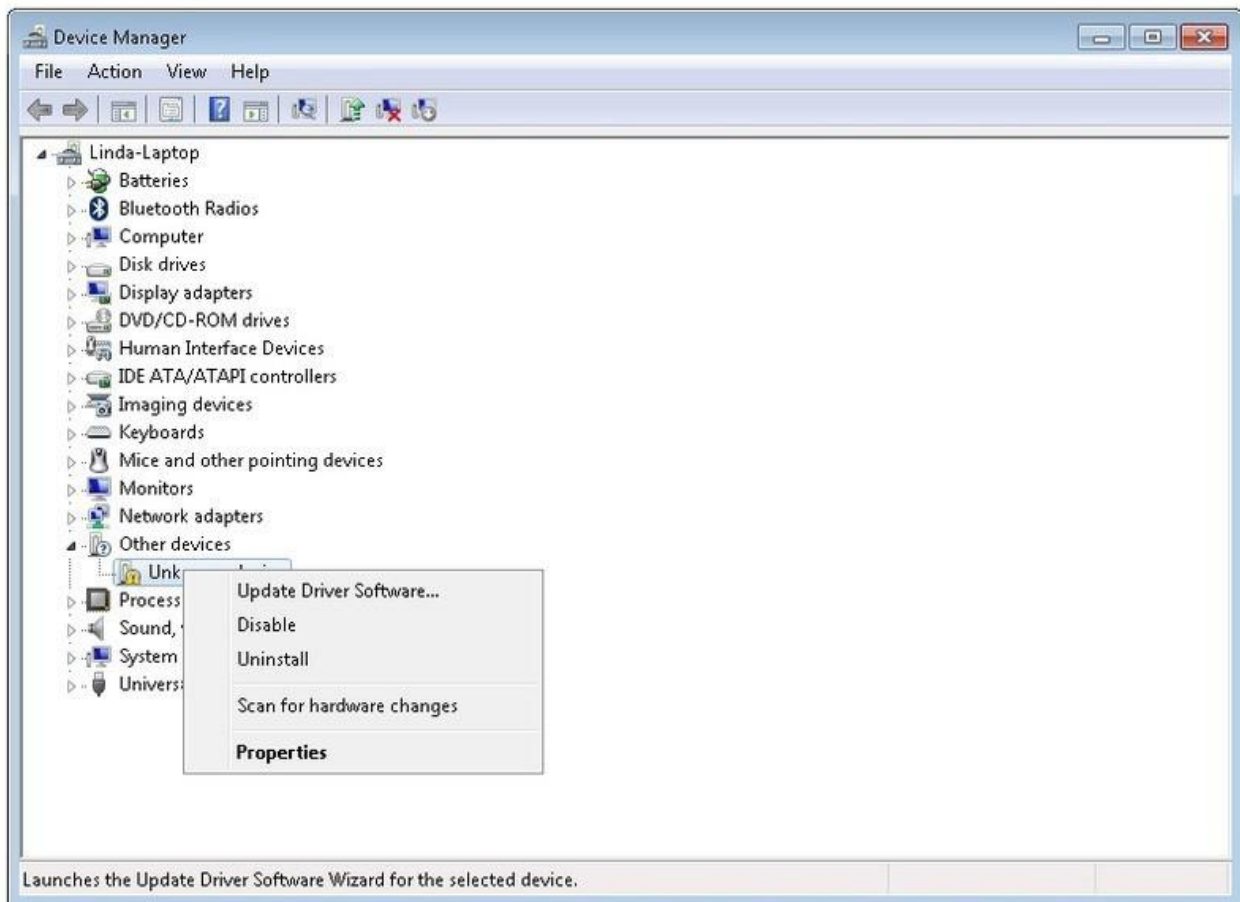 Device Manager
File Action View Help
Linda-Laptop
Batteries
Bluetooth Radios
Computer
Disk drives
Display adapters
DVD/CD-ROM drives
Human Interface Devices
IDE ATA/ATAPI controllers
Imaging devices
Keyboards
Mice and other pointing devices
Monitors
Network adapters
Other devices
Unk
Process
Sound,
System
Univers
Update Driver Software...
Disable
Uninstall
Scan for hardware changes
Properties
Launches the Update Driver Software Wizard for the selected device.